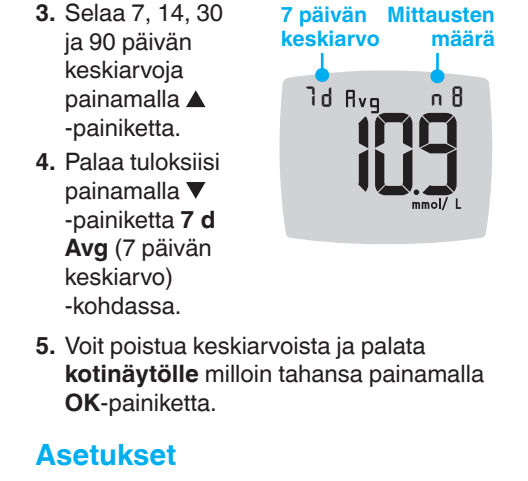 3. Selaa 7, 14, 30
ja 90 päivän
keskiarvoja
painamalla ▲
-painiketta.
4. Palaa tuloksiisi
painamalla ▼
-painiketta 7 d
Avg (7 päivän
keskiarvo)
-kohdassa.
7 päivän keskiarvo
Mittausten määrä
7d Avg n 8
10.9
mmol/ L
5. Voit poistua keskiarvoista ja palata
kotinäytölle milloin tahansa painamalla
OK-painiketta.
Asetukset